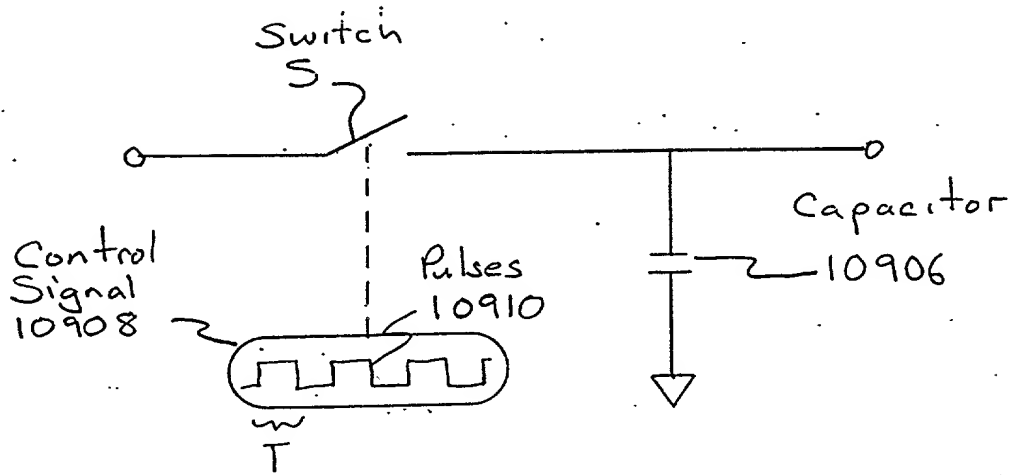 Switch
S
Capacitor
10906
Control
Signal
10908
Pulses
10910
T